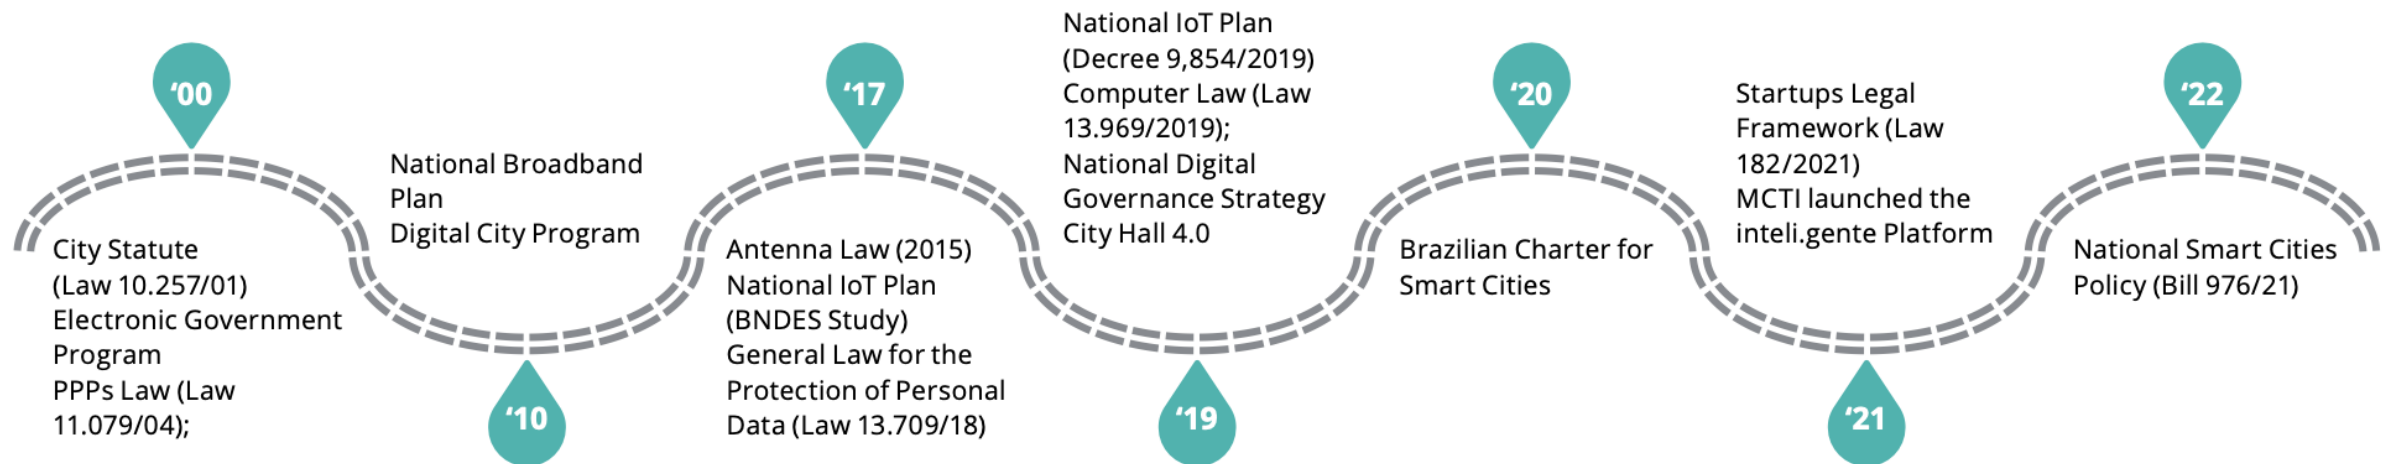 ‘00
City Statute
(Law 10.257/01)
Electronic Government
Program
PPPs Law (Law
11.079/04);
National Broadband
Plan
Digital City Program
‘10
‘17
Antenna Law (2015)
National IoT Plan
(BNDES Study)
General Law for the
Protection of Personal
Data (Law 13.709/18)
National IoT Plan
(Decree 9,854/2019)
Computer Law (Law
13.969/2019);
National Digital
Governance Strategy
City Hall 4.0
‘19
‘20
Brazilian Charter for
Smart Cities
Startups Legal
Framework (Law
182/2021)
MCTI launched the
inteli.gente Platform
‘21
‘22
National Smart Cities
Policy (Bill 976/21)